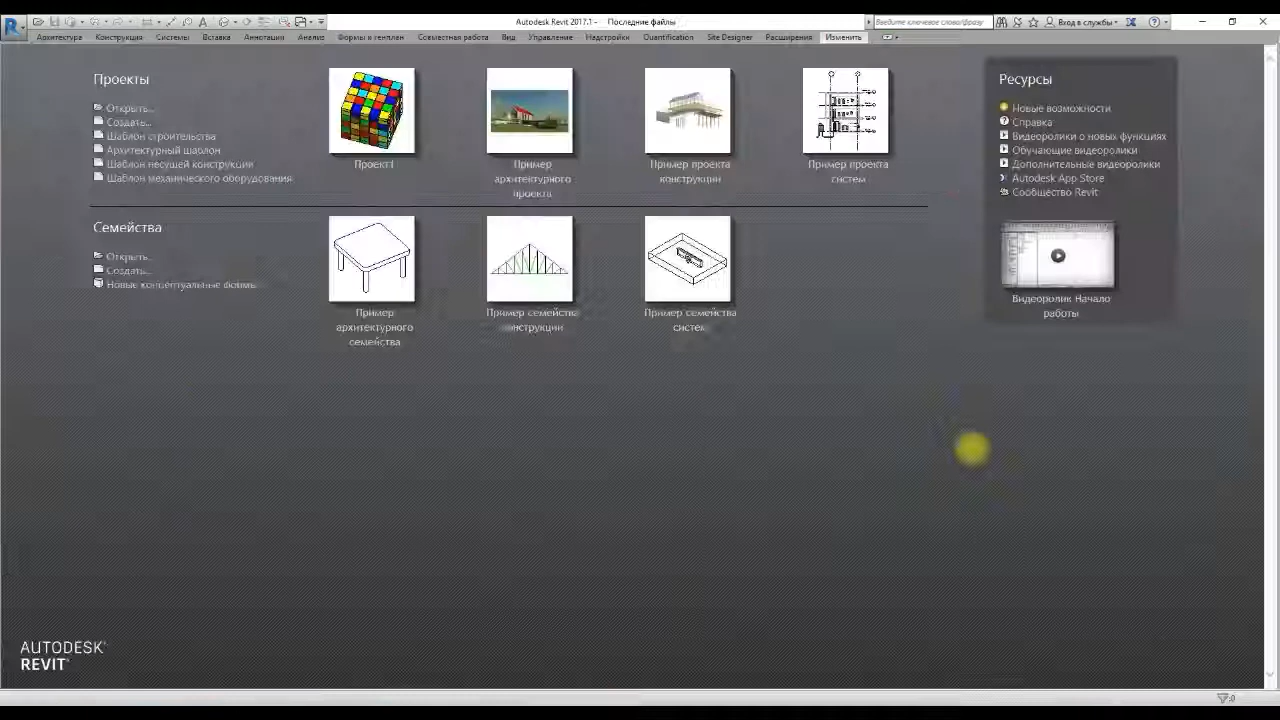 Autodesk Revit 2017.1 - Последние файлы
Введите ключевое слово/фразу
Вход в службы
Архитектура Конструкция Системы Вставка Аннотации Анализ Формы и генплан Совместная работа Вид Управление Надстройки Quantification Site Designer Расширения Изменить
Проекты
Открыть...
Создать...
Шаблон строительства
Архитектурный шаблон
Шаблон несущей конструкции
Шаблон механического оборудования
Проект1
Пример
архитектурного
проекта
Пример проекта
конструкции
Пример проекта
систем
Семейства
Открыть...
Создать...
Новые концептуальные формы
Пример
архитектурного
семейства
Пример семейства
конструкции
Пример семейства
систем
Ресурсы
Новые возможности
Справка
Видеоролики о новых функциях
Обучающие видеоролики
Дополнительные видеоролики
Autodesk App Store
Сообщество Revit
Видеоролик Начало
работы
AUTODESK®
REVIT®
:0